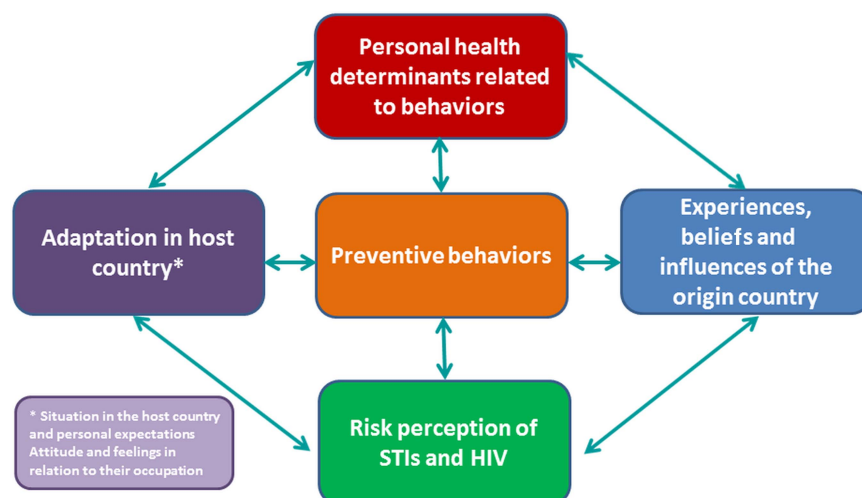 Personal health
determinants related
to behaviors
Adaptation in host
country*
Preventive behaviors
Experiences,
beliefs and
influences of the
origin country
Risk perception of
STIs and HIV
* Situation in the host country
and personal expectations
Attitude and feelings in
relation to their occupation